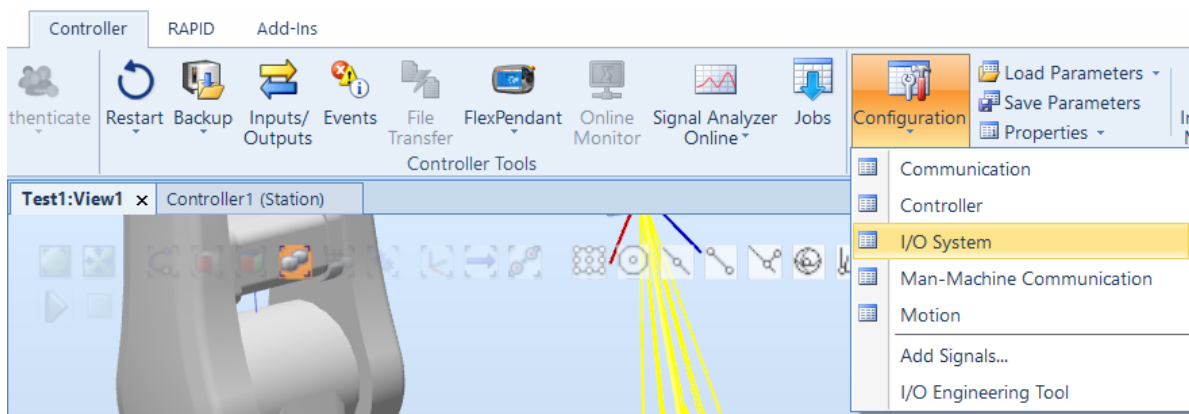 Controller RAPID Add-Ins
thenticate Restart Backup Inputs/ Events File FlexPendant Online Signal Analyzer Jobs Configuration Load Parameters
Outputs Transfer Monitor Online Save Parameters
Properties
Controller Tools
Communication
Test1:View1 x Controller1 (Station)
Controller
I/O System
Man-Machine Communication
Motion
Add Signals...
I/O Engineering Tool